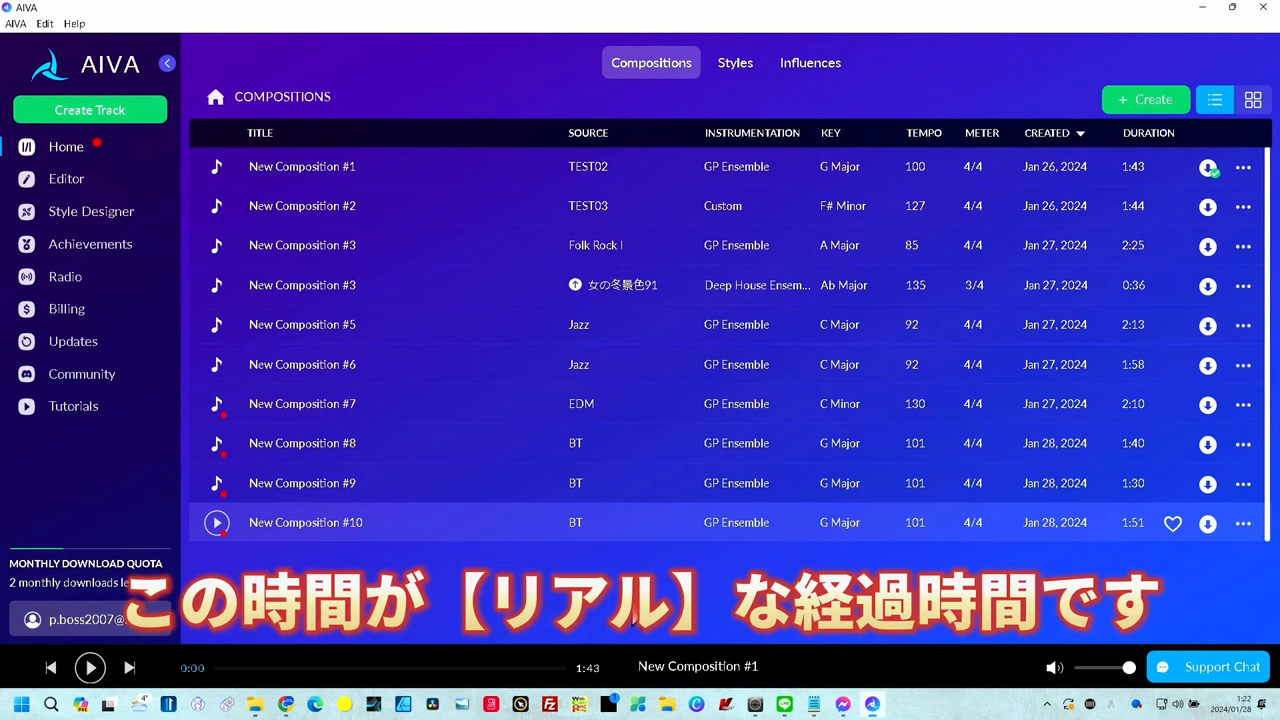 AIVA
AIVA Edit Help
AIVA
Create Track
Home
Editor
Style Designer
Achievements
Radio
Billing
Updates
Community
Tutorials
MONTHLY DOWNLOAD QUOTA
2 monthly downloads
p.boss2007@
Compositions Styles Influences
COMPOSITIONS
+ Create
TITLE SOURCE INSTRUMENTATION KEY TEMPO METER CREATED DURATION
New Composition #1 TEST02 GP Ensemble G Major 100 4/4 Jan 26, 2024 1:43
New Composition #2 TEST03 Custom F# Minor 127 4/4 Jan 26, 2024 1:44
New Composition #3 Folk Rock I GP Ensemble A Major 85 4/4 Jan 27, 2024 2:25
New Composition #3 女の冬景色91 Deep House Ensem... Ab Major 135 3/4 Jan 27, 2024 0:36
New Composition #5 Jazz GP Ensemble C Major 92 4/4 Jan 27, 2024 2:13
New Composition #6 Jazz GP Ensemble C Major 92 4/4 Jan 27, 2024 1:58
New Composition #7 EDM GP Ensemble C Minor 130 4/4 Jan 27, 2024 2:10
New Composition #8 BT GP Ensemble G Major 101 4/4 Jan 28, 2024 1:40
New Composition #9 BT GP Ensemble G Major 101 4/4 Jan 28, 2024 1:30
New Composition #10 BT GP Ensemble G Major 101 4/4 Jan 28, 2024 1:51
この時間が【リアル】な経過時間です
0:00 1:43 New Composition #1 Support Chat
4°
1:22
2024/01/28